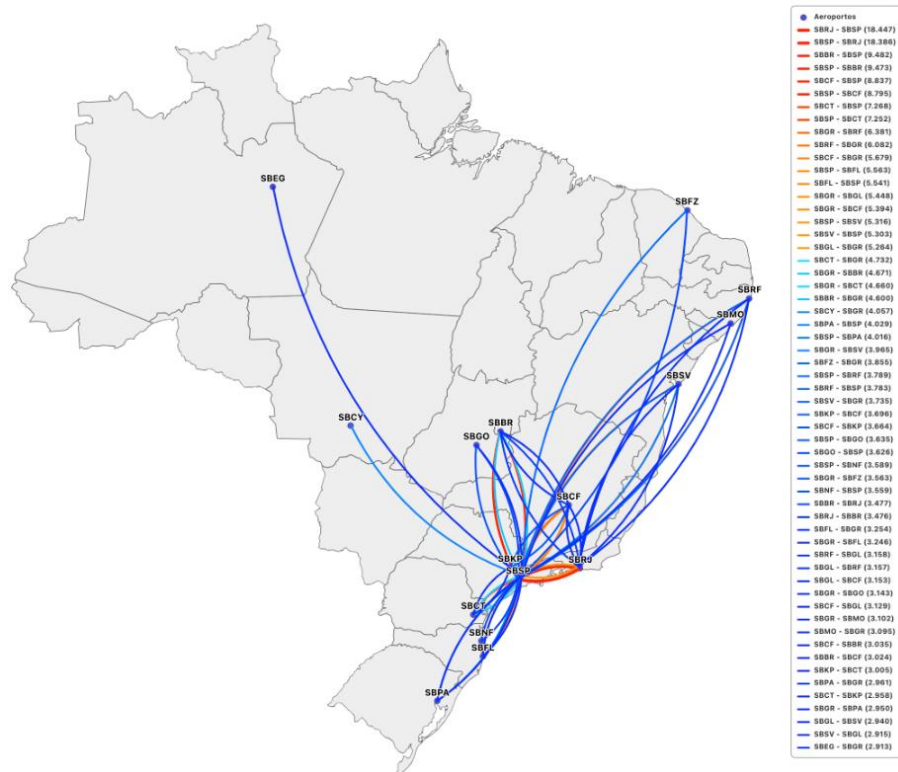 Aeroportos
SBRJ - SBSP (18.447)
SBSP - SBRJ (18.386)
SBBR - SBSP (9.482)
SBSP - SBBR (9.473)
SBCF - SBSP (8.837)
SBSP - SBCF (8.795)
SBCT - SBSP (7.268)
SBSP - SBCT (7.252)
SBGR - SBRF (6.381)
SBRF - SBGR (6.082)
SBCF - SBGR (5.679)
SBSP - SBFL (5.563)
SBFL - SBSP (5.541)
SBGR - SBGL (5.448)
SBGR - SBCF (5.394)
SBSP - SBSV (5.316)
SBSV - SBSP (5.303)
SBGL - SBGR (5.264)
SBCT - SBGR (4.732)
SBGR - SBBR (4.671)
SBGR - SBCT (4.660)
SBBR - SBGR (4.600)
SBCY - SBGR (4.057)
SBPA - SBSP (4.029)
SBSP - SBPA (4.016)
SBGR - SBSV (3.965)
SBFZ - SBGR (3.855)
SBSP - SBRF (3.789)
SBRF - SBSP (3.783)
SBSV - SBGR (3.735)
SBKP - SBCF (3.696)
SBCF - SBKP (3.664)
SBSP - SBGO (3.635)
SBGO - SBSP (3.626)
SBSP - SBNF (3.589)
SBGR - SBFZ (3.563)
SBNF - SBSP (3.559)
SBBR - SBRJ (3.477)
SBRJ - SBBR (3.476)
SBFL - SBGR (3.254)
SBGR - SBFL (3.246)
SBRF - SBGL (3.158)
SBGL - SBRF (3.157)
SBGL - SBCF (3.153)
SBGR - SBGO (3.143)
SBCF - SBGL (3.129)
SBGR - SBMO (3.102)
SBMO - SBGR (3.095)
SBCF - SBBR (3.035)
SBBR - SBCF (3.024)
SBKP - SBCT (3.005)
SBPA - SBGR (2.961)
SBCT - SBKP (2.958)
SBGR - SBPA (2.950)
SBGL - SBSV (2.940)
SBSV - SBGL (2.915)
SBEG - SBGR (2.913)
SBEG
SBFZ
SBRF
SBMO
SBSV
SBCY
SBBR
SBGO
SBCF
SBKP
SBSP
SBRJ
SBCT
SBNF
SBFL
SBPA